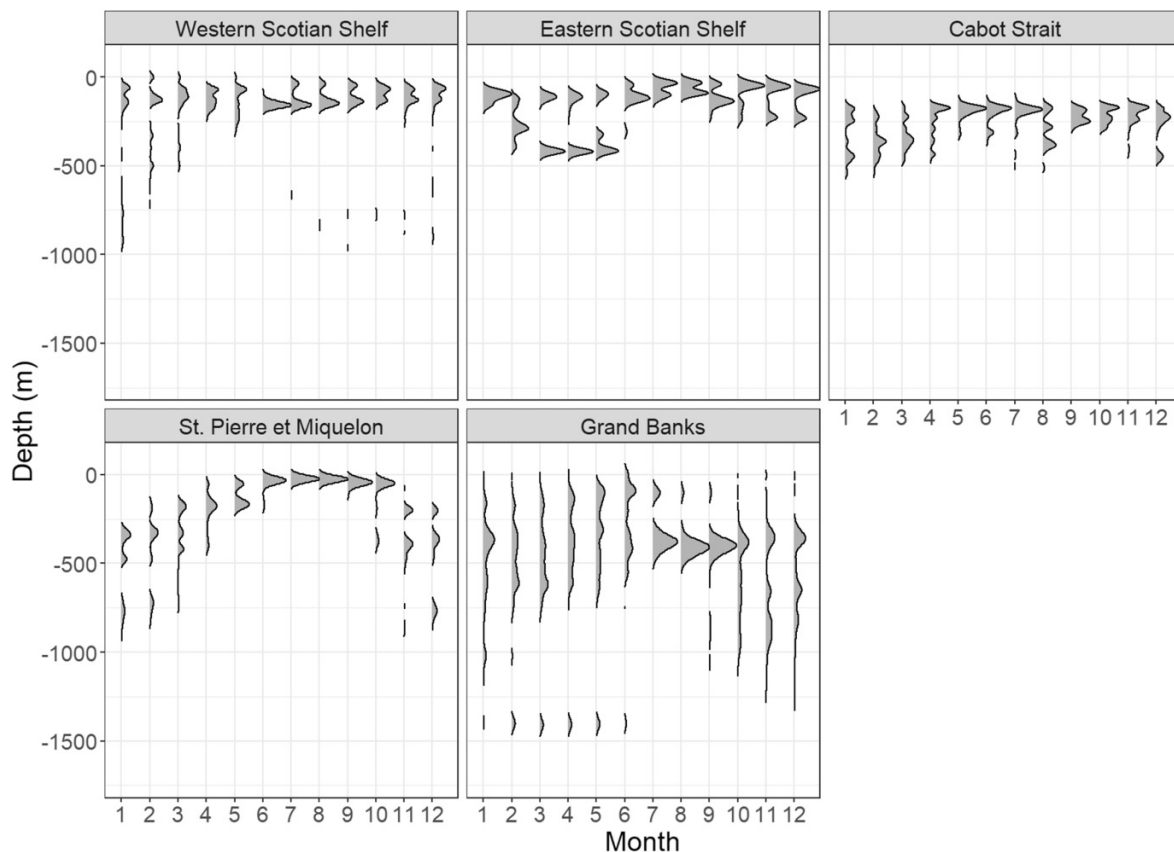 Western Scotian Shelf Eastern Scotian Shelf Cabot Strait
0
-500
-1000
-1500
1 2 3 4 5 6 7 8 9 10 11 12
Depth (m)
St. Pierre et Miquelon Grand Banks
0
-500
-1000
-1500
1 2 3 4 5 6 7 8 9 10 11 12 1 2 3 4 5 6 7 8 9 10 11 12
Month